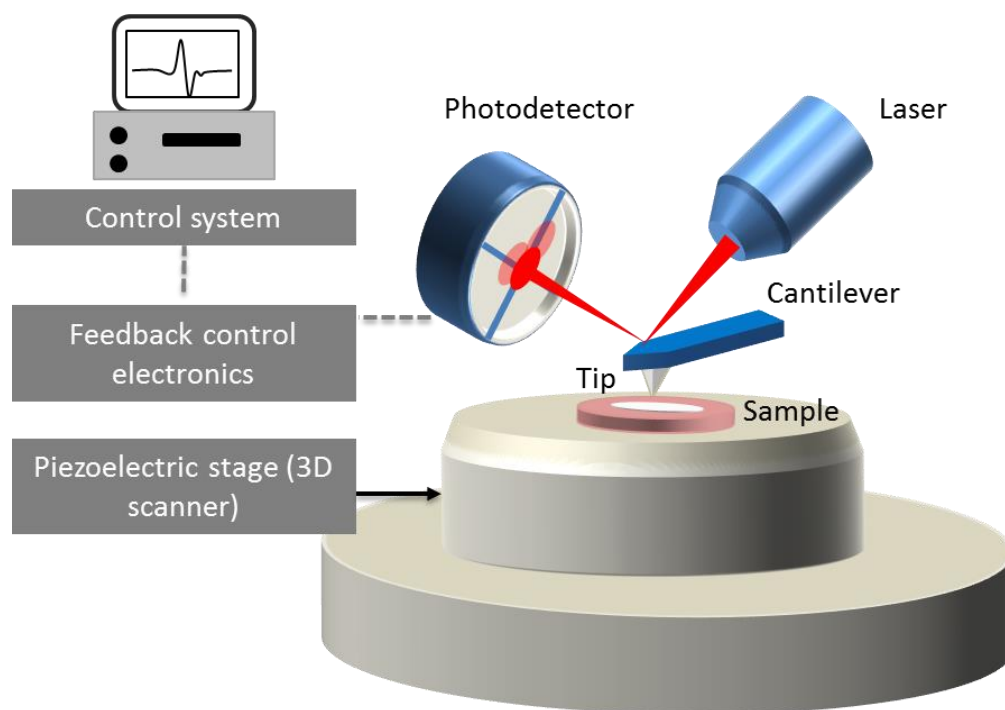 Photodetector
Laser
Control system
Cantilever
Feedback control
electronics
Tip
Sample
Piezoelectric stage (3D
scanner)